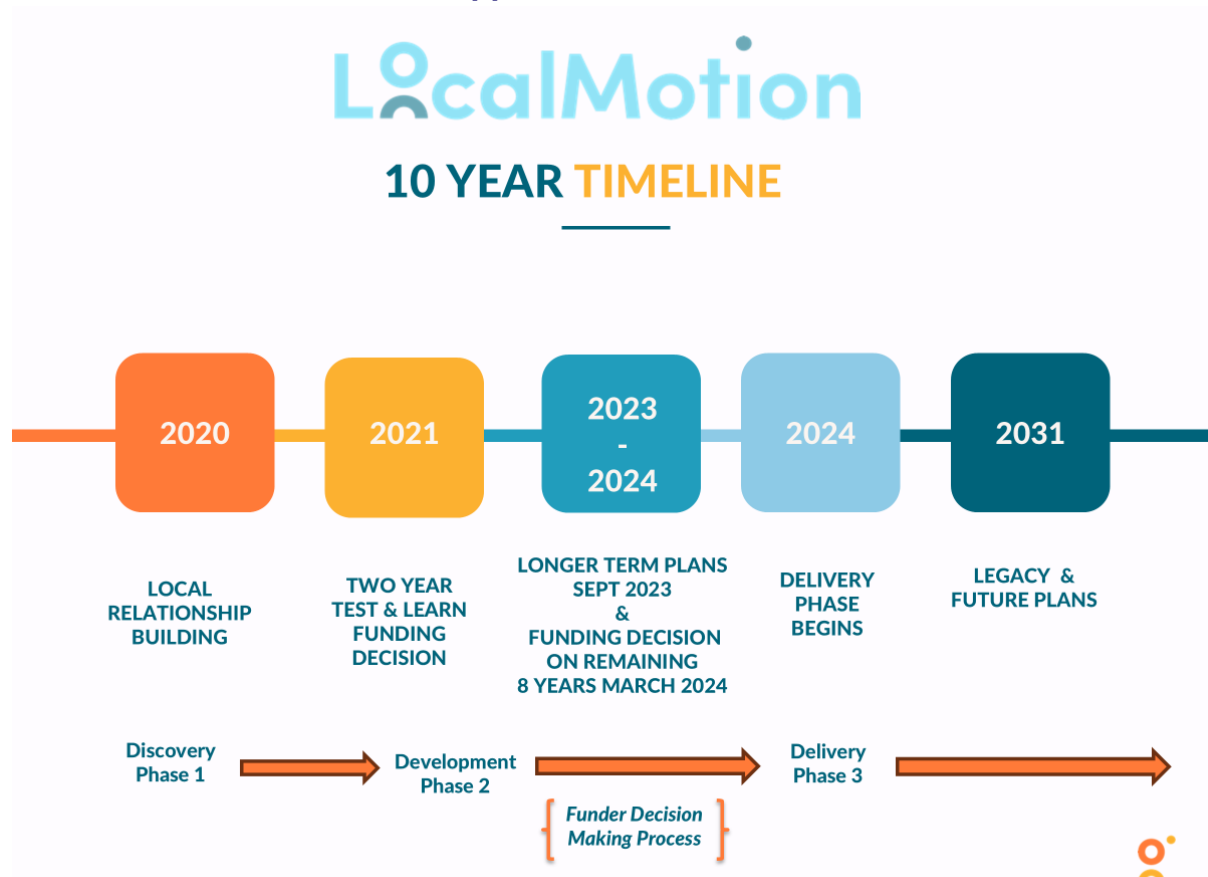 LocalMotion
10 YEAR TIMELINE
2020
2021
2023
-
2024
2024
2031
LOCAL
RELATIONSHIP
BUILDING
TWO YEAR
TEST & LEARN
FUNDING
DECISION
LONGER TERM PLANS
SEPT 2023
&
FUNDING DECISION
ON REMAINING
8 YEARS MARCH 2024
DELIVERY
PHASE
BEGINS
LEGACY &
FUTURE PLANS
Discovery
Phase 1
Development
Phase 2
Delivery
Phase 3
Funder Decision
Making Process